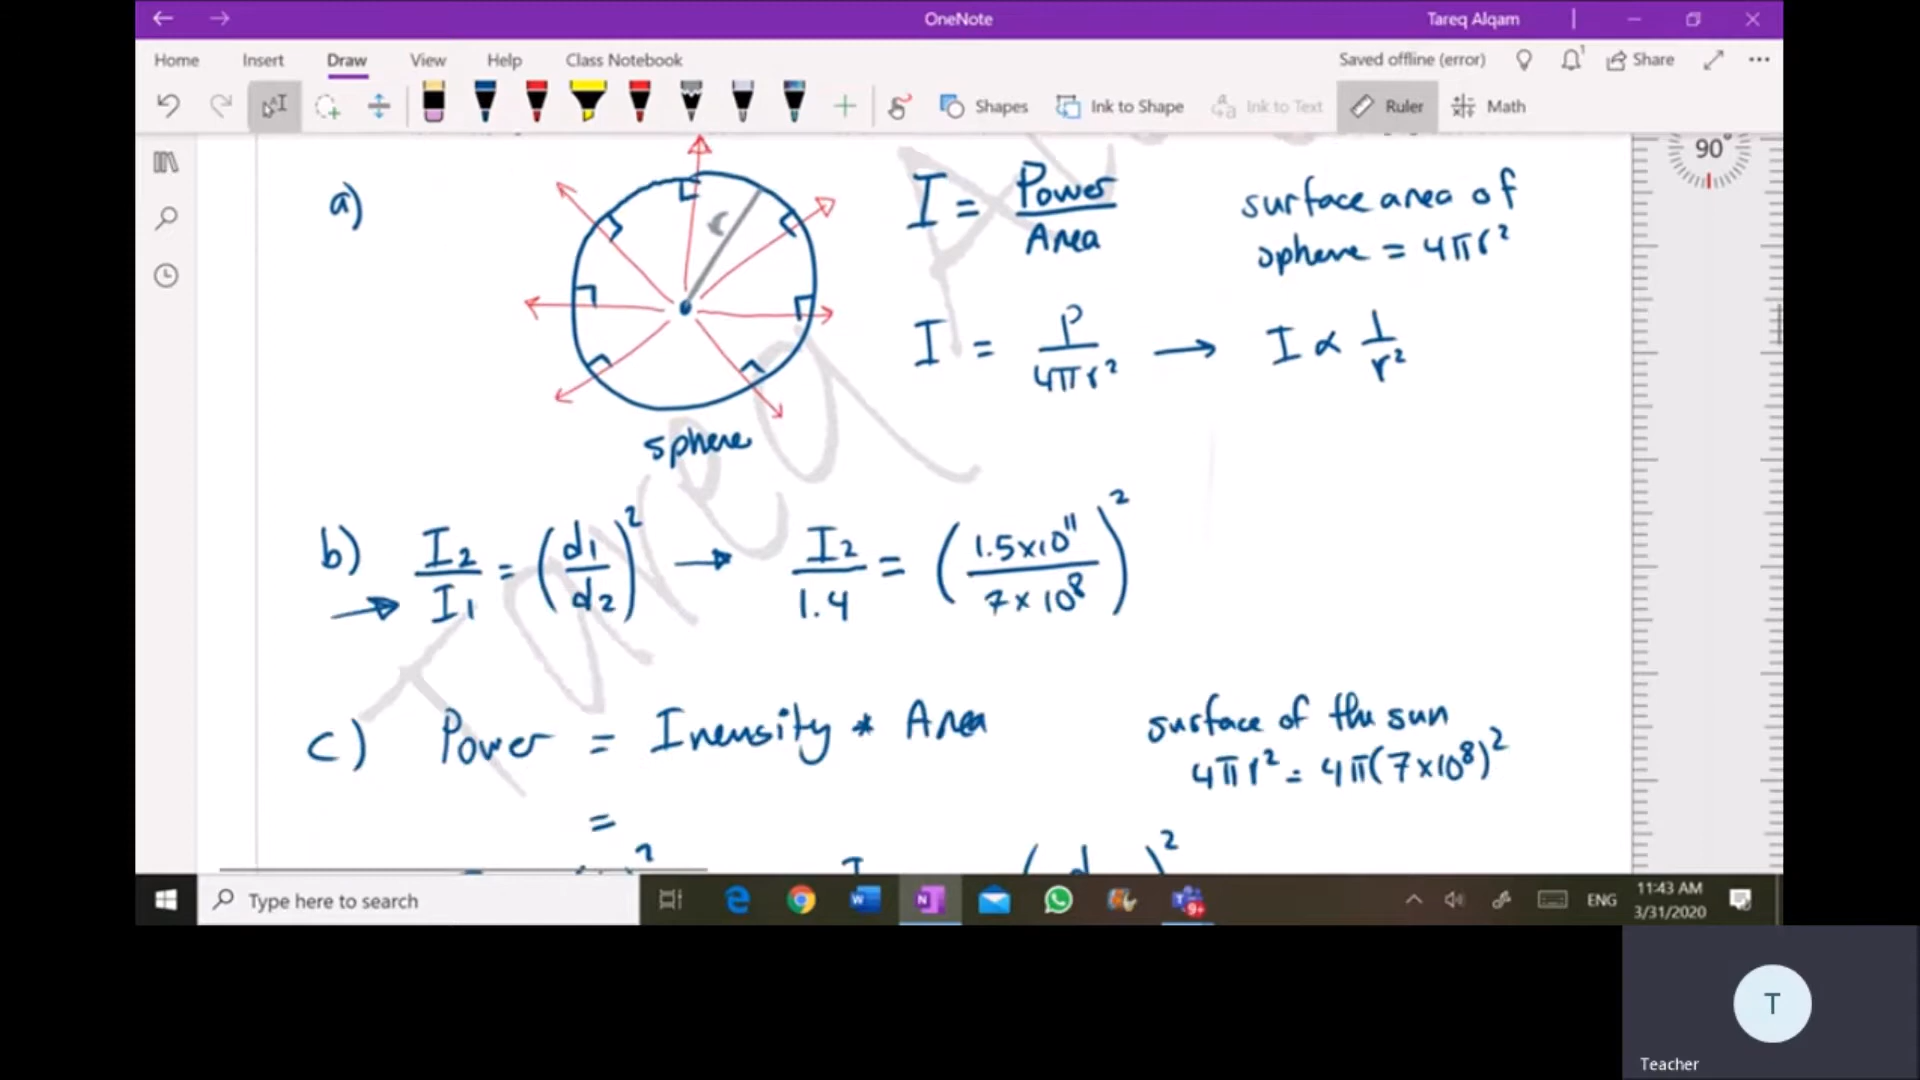 OneNote
Tareq Alqam
Home Insert Draw View Help Class Notebook
Saved offline (error) Share
Shapes Ink to Shape Ink to Text Ruler Math
90°
a)
r
I = Power / Area
surface area of
sphere = 4πr²
I = P / 4πr² → I ∝ 1 / r²
sphere
Tareq
b) I₂ / I₁ = (d₁ / d₂)² → I₂ / 1.4 = (1.5×10¹¹ / 7×10⁸)²
c) Power = Inensity * Area
surface of the sun
4πr² = 4π(7×10⁸)²
=
Type here to search
ENG
11:43 AM
3/31/2020
9+
T
Teacher